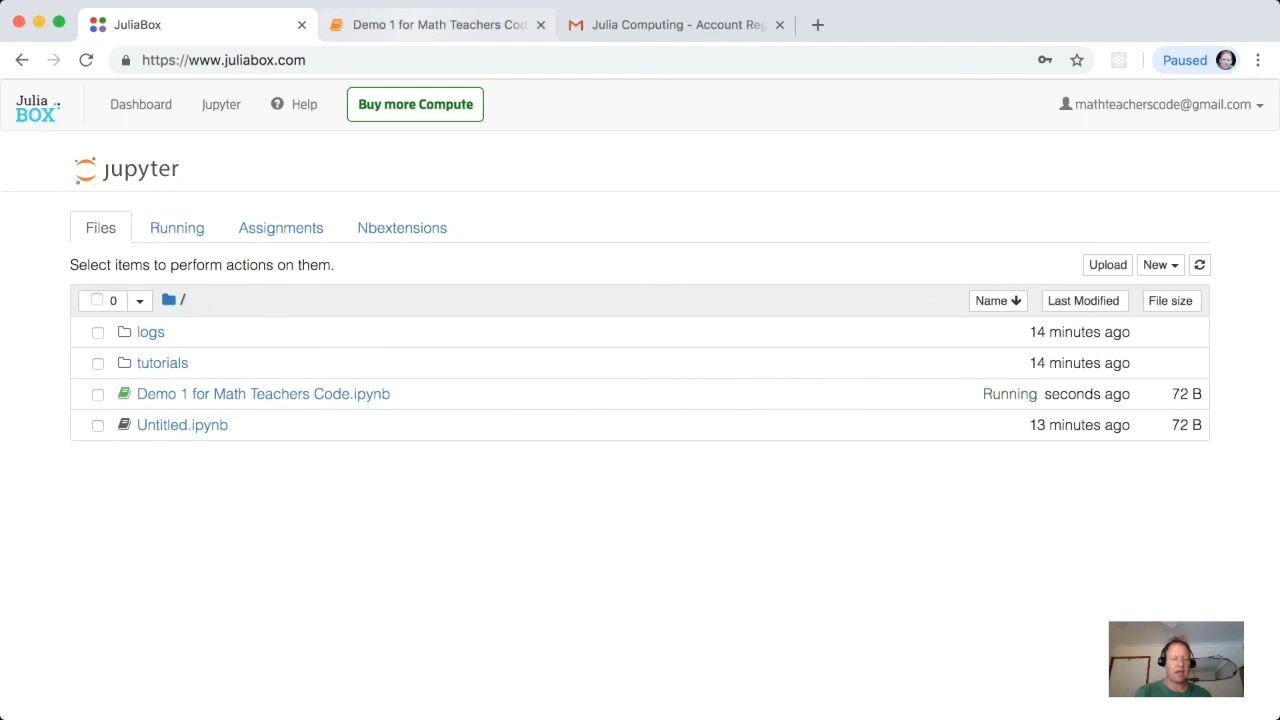 JuliaBox
Demo 1 for Math Teachers Cod
Julia Computing - Account Reg
https://www.juliabox.com
Paused
Julia
BOX
Dashboard
Jupyter
Help
Buy more Compute
mathteacherscode@gmail.com
jupyter
Files
Running
Assignments
Nbextensions
Select items to perform actions on them.
Upload
New
0
/
Name
Last Modified
File size
logs
14 minutes ago
tutorials
14 minutes ago
Demo 1 for Math Teachers Code.ipynb
Running seconds ago
72 B
Untitled.ipynb
13 minutes ago
72 B